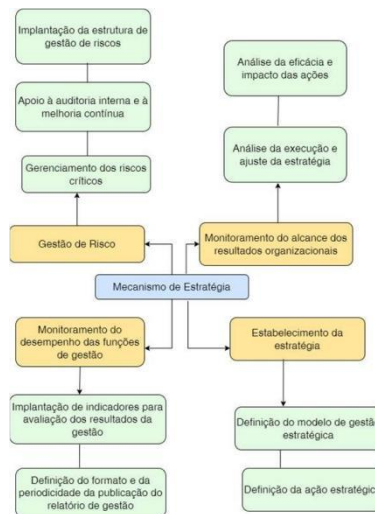 Implantação da estrutura de
gestão de riscos
Apoio à auditoria interna e à
melhoria contínua
Gerenciamento dos riscos
críticos
Gestão de Risco
Análise da eficácia e
impacto das ações
Análise da execução e
ajuste da estratégia
Monitoramento do alcance dos
resultados organizacionais
Mecanismo de Estratégia
Monitoramento do
desempenho das funções
de gestão
Implantação de indicadores para
avaliação dos resultados da
gestão
Definição do formato e da
periodicidade da publicação do
relatório de gestão
Estabelecimento da
estratégia
Definição do modelo de gestão
estratégica
Definição da ação estratégic